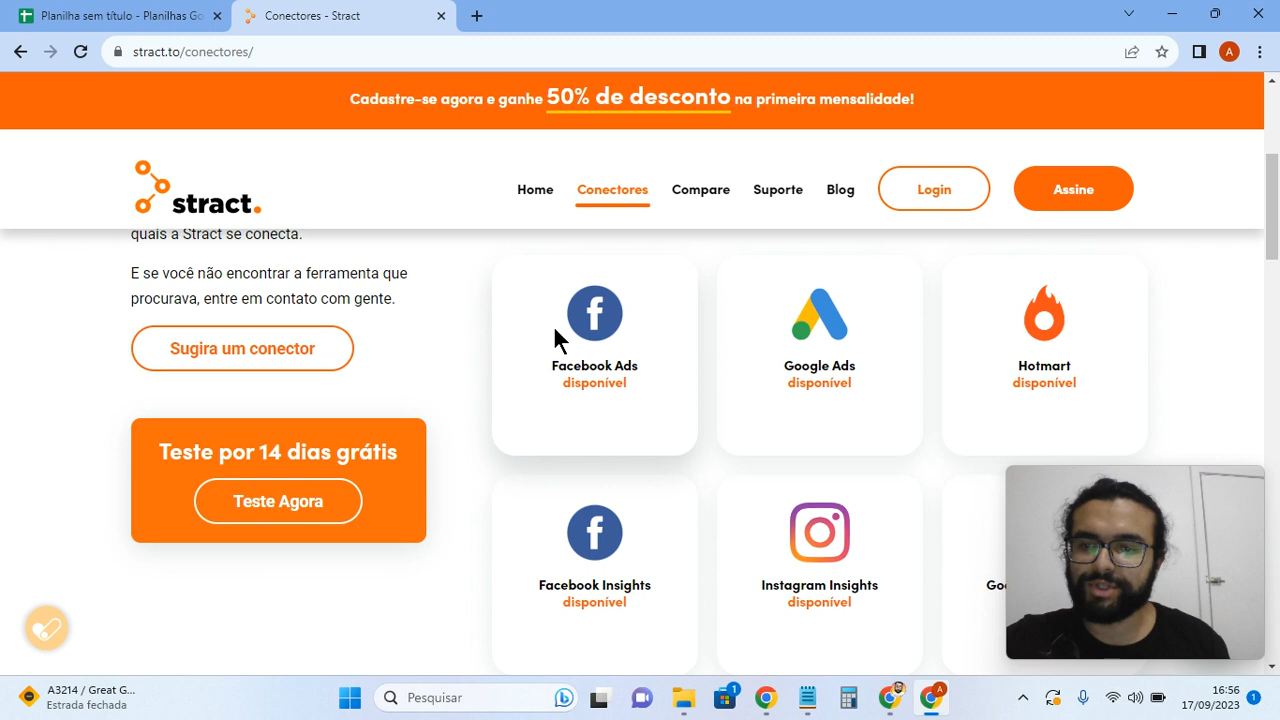 Planilha sem título - Planilhas Go
Conectores - Stract
stract.to/conectores/
A
Cadastre-se agora e ganhe 50% de desconto na primeira mensalidade!
stract.
Home
Conectores
Compare
Suporte
Blog
Login
Assine
quais a Stract se conecta.
E se você não encontrar a ferramenta que
procurava, entre em contato com gente.
Sugira um conector
Teste por 14 dias grátis
Teste Agora
Facebook Ads
disponível
Google Ads
disponível
Hotmart
disponível
Facebook Insights
disponível
Instagram Insights
disponível
Goo
A3214 / Great G...
Estrada fechada
Pesquisar
1
A
16:56
17/09/2023
1